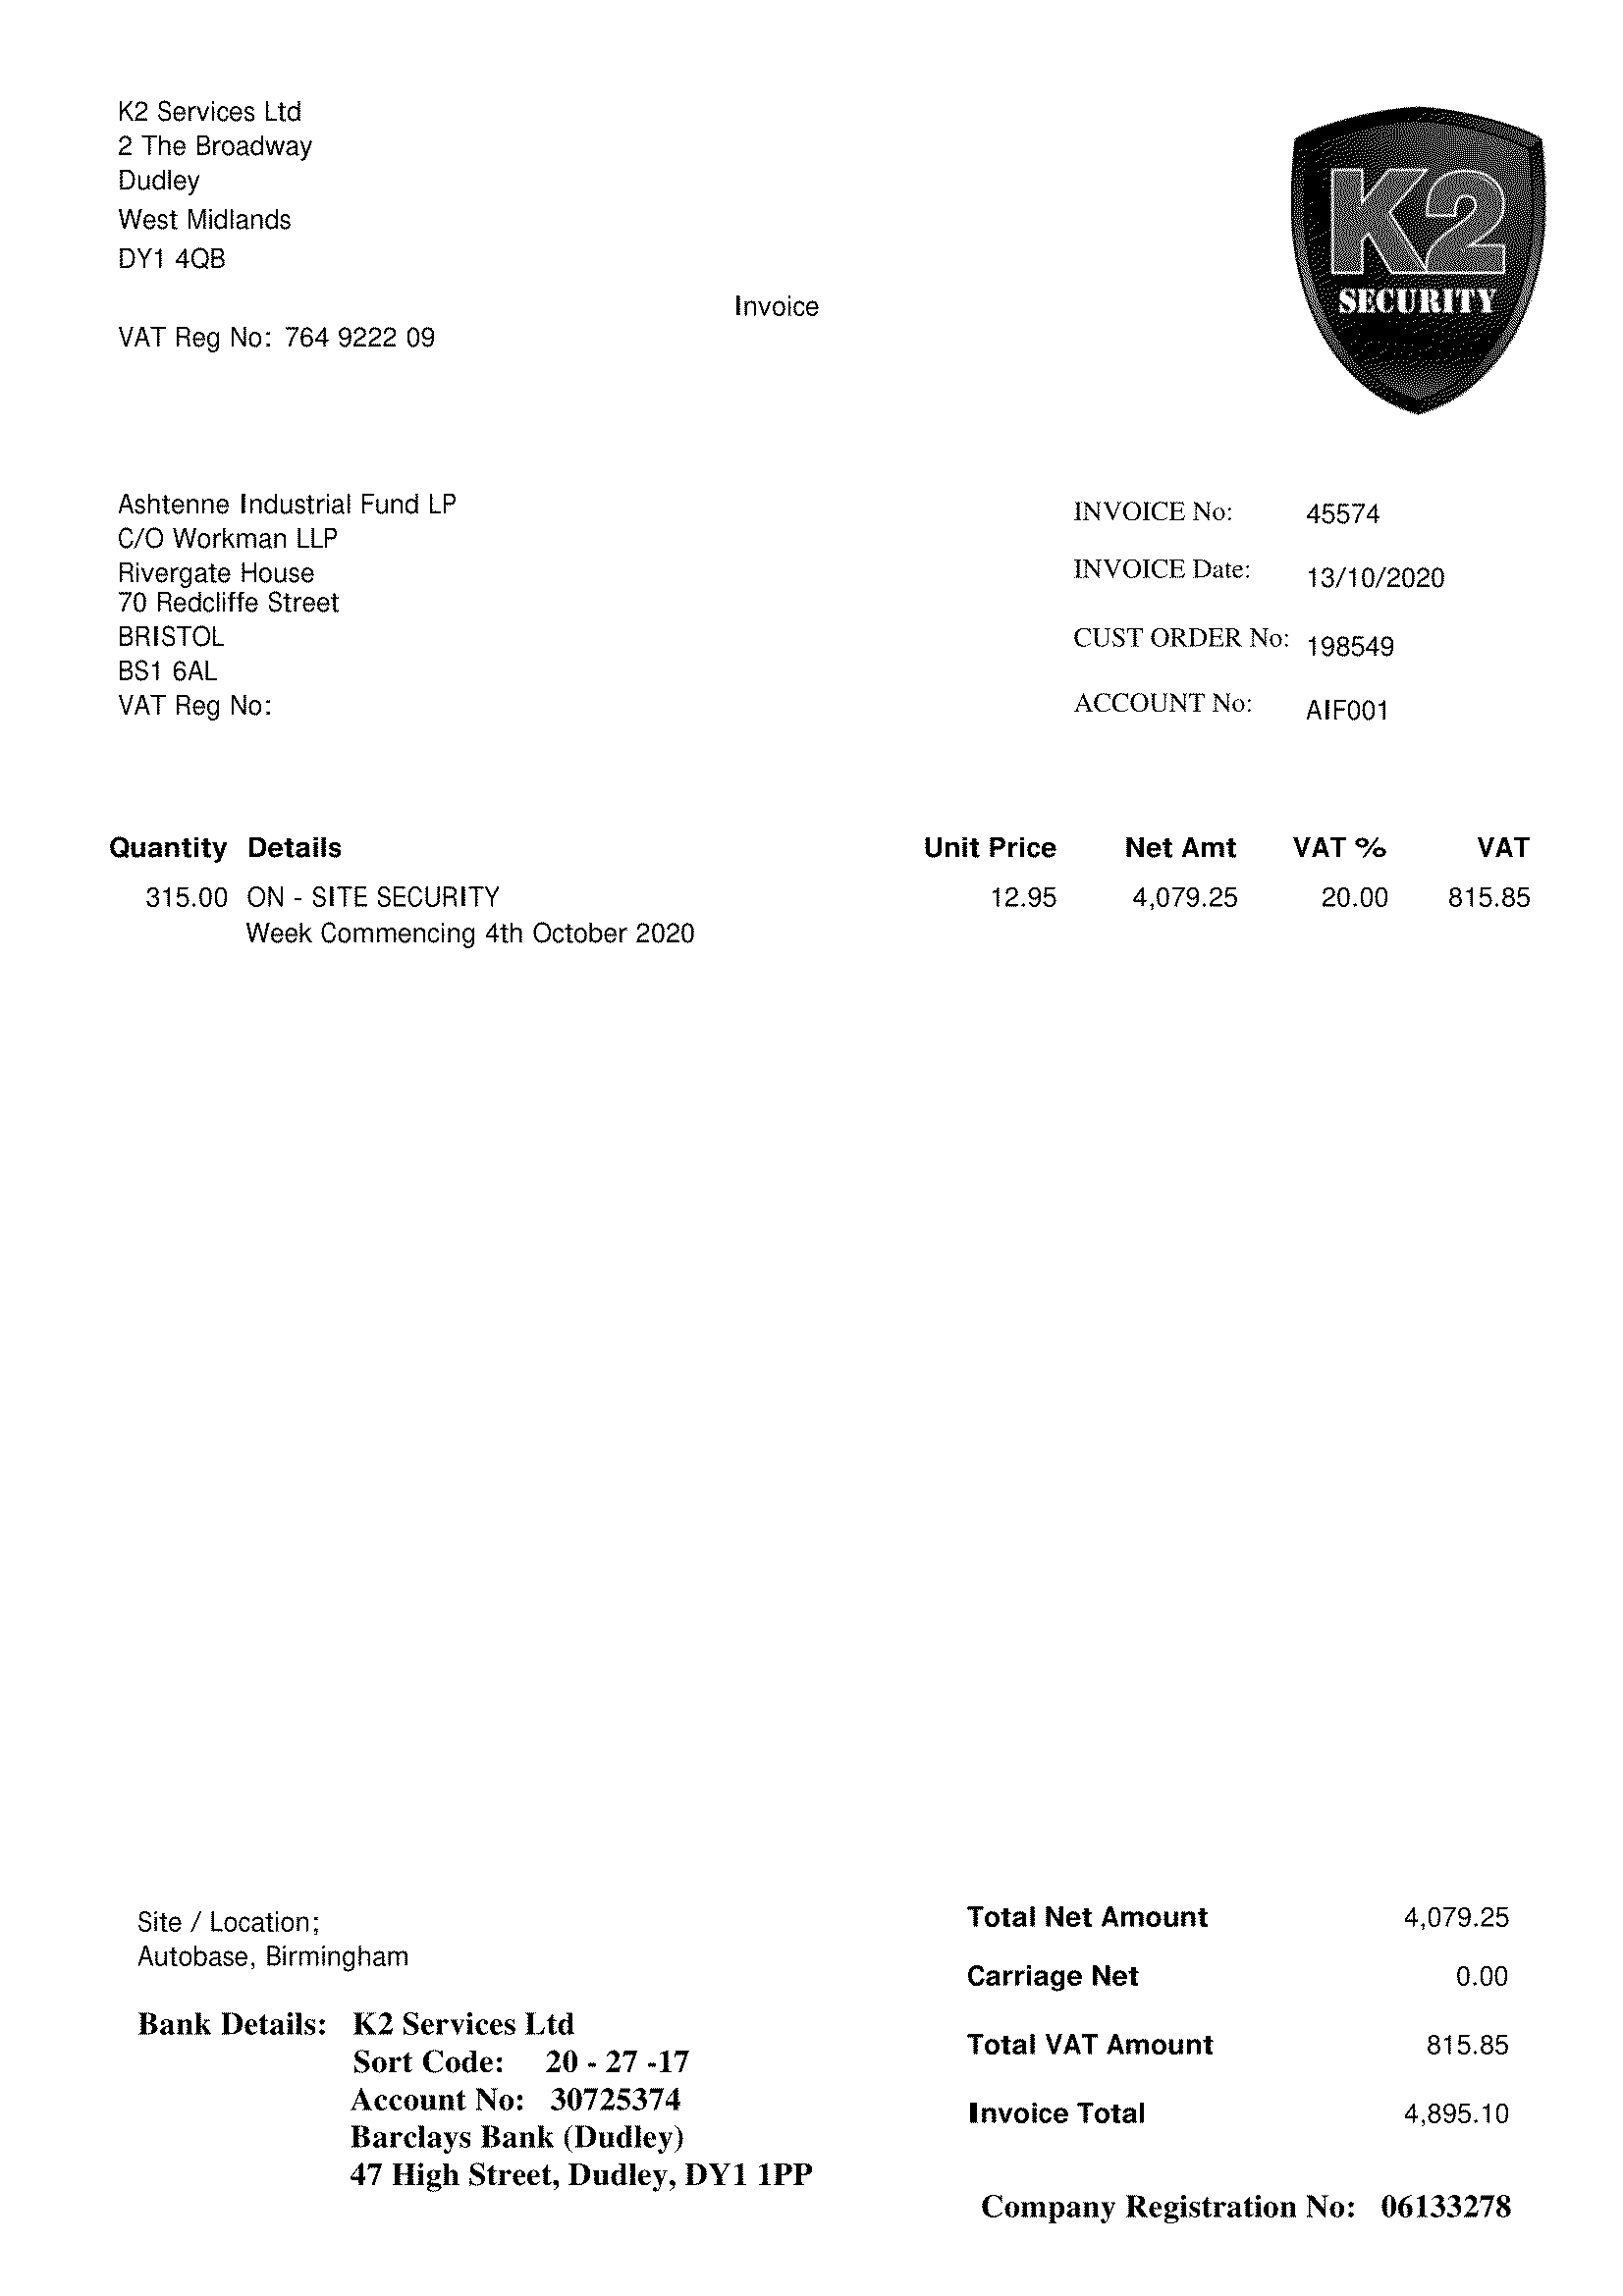 K2 Services Ltd
2 The Broadway
Dudley
West Midlands
DY1 4QB
Invoice
VAT Reg No: 764 9222 09
K2
SECURITY
Ashtenne Industrial Fund LP
C/O Workman LLP
Rivergate House
70 Redcliffe Street
BRISTOL
BS1 6AL
VAT Reg No:
INVOICE No: 45574
INVOICE Date: 13/10/2020
CUST ORDER No: 198549
ACCOUNT No: AIF001
Quantity Details Unit Price Net Amt VAT % VAT
315.00 ON - SITE SECURITY 12.95 4,079.25 20.00 815.85
Week Commencing 4th October 2020
Site / Location;
Autobase, Birmingham
Bank Details: K2 Services Ltd
Sort Code: 20 - 27 -17
Account No: 30725374
Barclays Bank (Dudley)
47 High Street, Dudley, DY1 1PP
Total Net Amount 4,079.25
Carriage Net 0.00
Total VAT Amount 815.85
Invoice Total 4,895.10
Company Registration No: 06133278